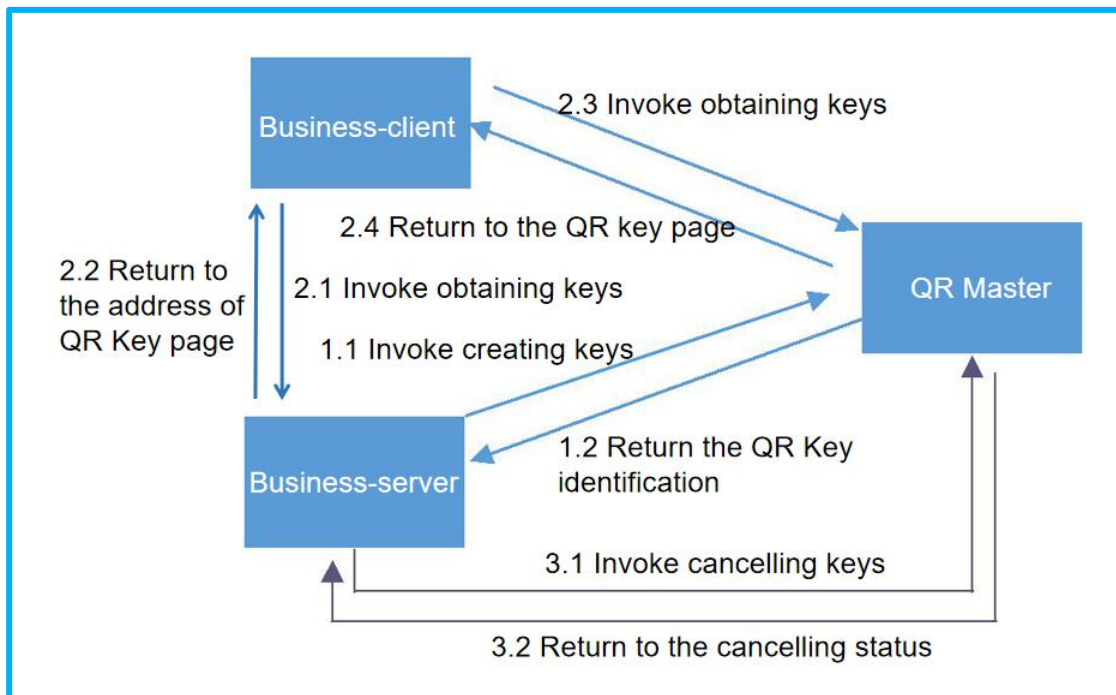 Business-client
2.3 Invoke obtaining keys
2.4 Return to the QR key page
2.2 Return to
the address of
QR Key page
2.1 Invoke obtaining keys
QR Master
1.1 Invoke creating keys
1.2 Return the QR Key
identification
Business-server
3.1 Invoke cancelling keys
3.2 Return to the cancelling status